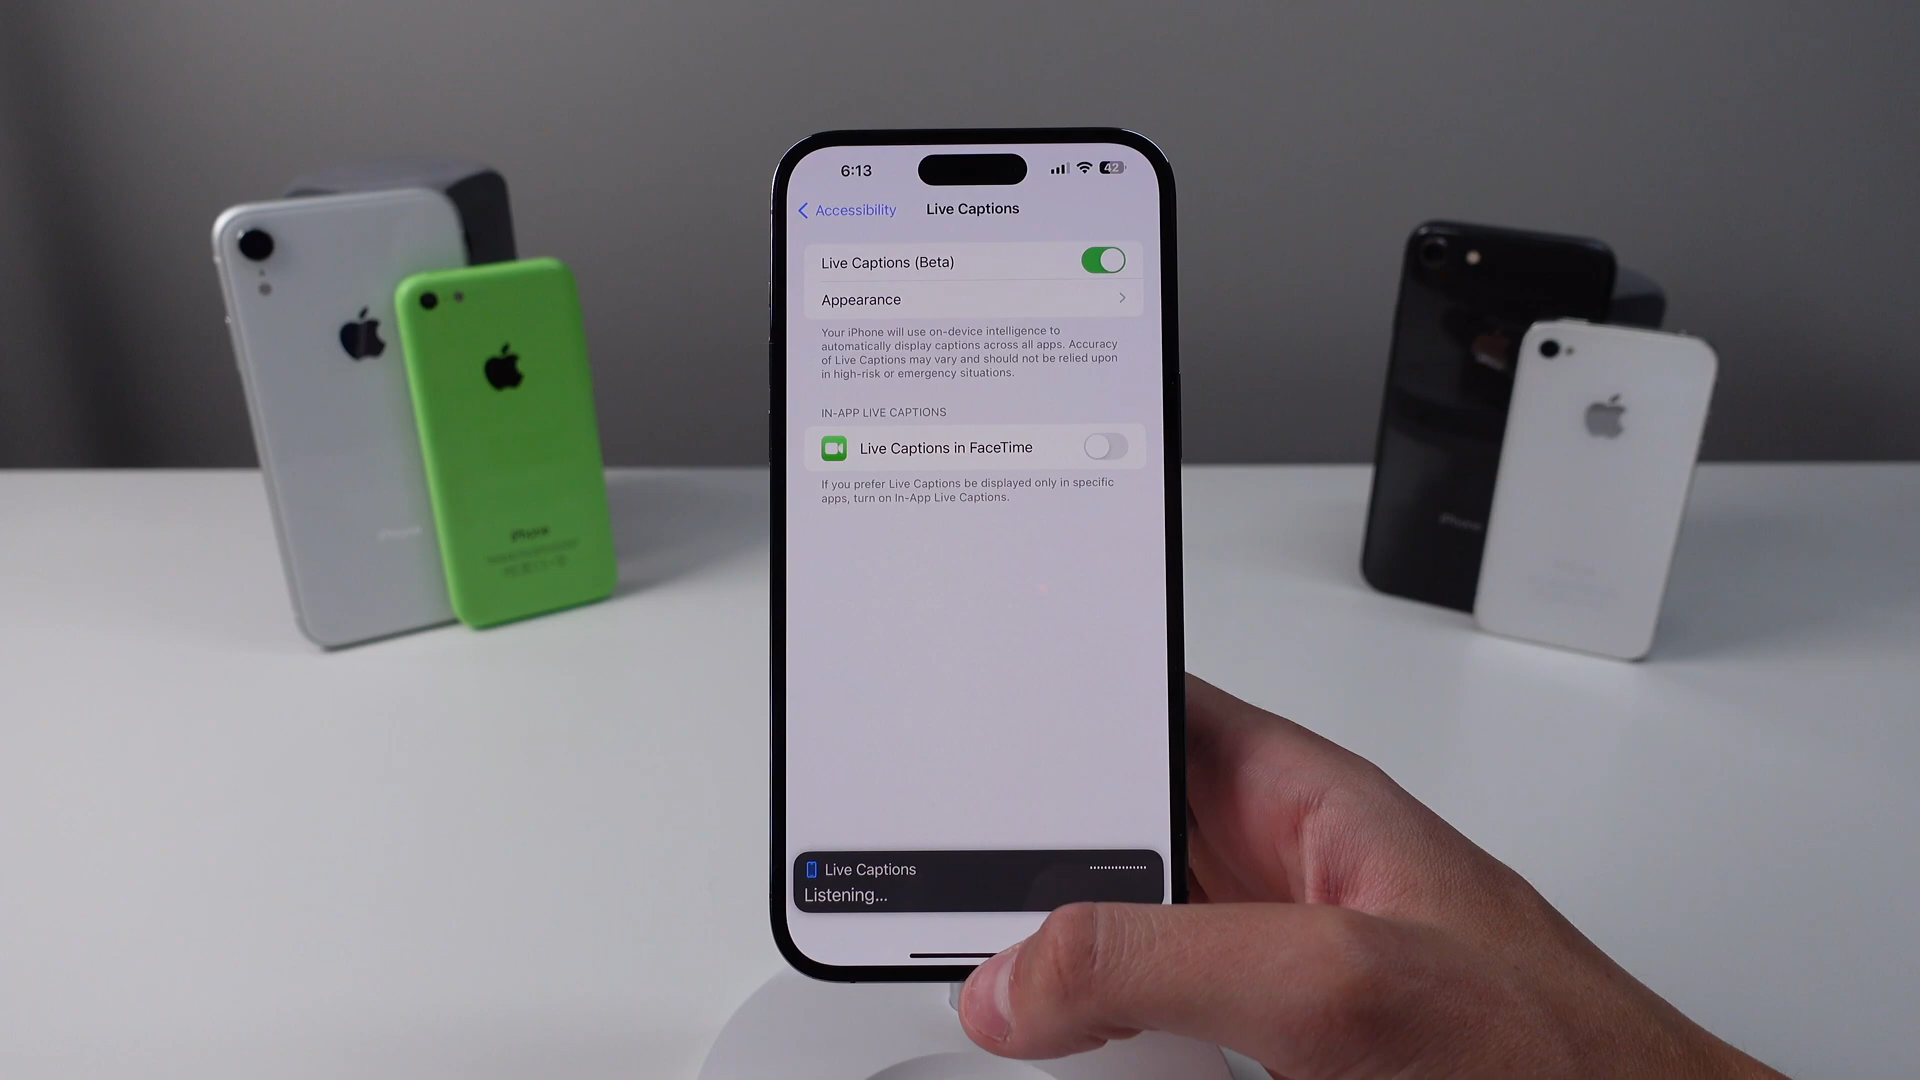 6:13
42
Accessibility
Live Captions
Live Captions (Beta)
Appearance
Your iPhone will use on-device intelligence to
automatically display captions across all apps. Accuracy
of Live Captions may vary and should not be relied upon
in high-risk or emergency situations.
IN-APP LIVE CAPTIONS
Live Captions in FaceTime
If you prefer Live Captions be displayed only in specific
apps, turn on In-App Live Captions.
Live Captions
Listening...
iPhone
iPhone
iPhone